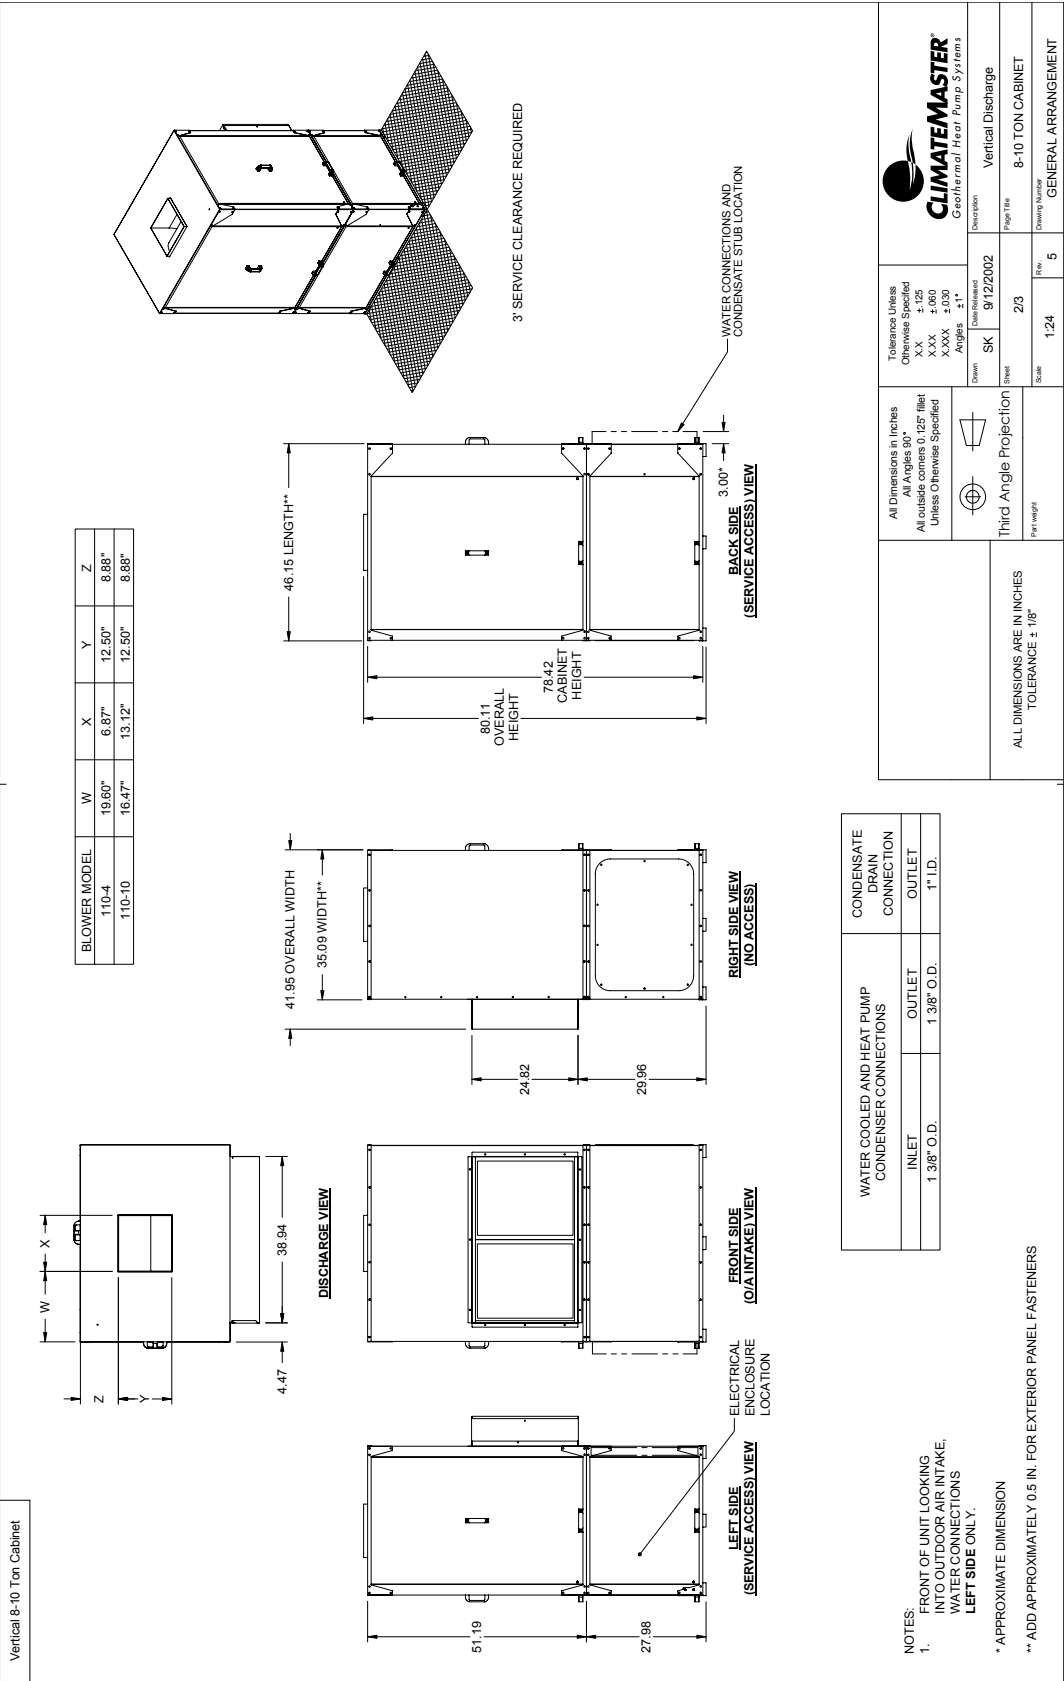 Vertical 8-10 Ton Cabinet
BLOWER MODEL W X Y Z
110-4 19.60" 6.87" 12.50" 8.88"
110-10 16.47" 13.12" 12.50" 8.88"
3' SERVICE CLEARANCE REQUIRED
W
X
Z
Y
4.47
38.94
DISCHARGE VIEW
41.95 OVERALL WIDTH
35.09 WIDTH**
46.15 LENGTH**
51.19
27.98
24.82
29.96
80.11
OVERALL
HEIGHT
78.42
CABINET
HEIGHT
3.00*
WATER CONNECTIONS AND
CONDENSATE STUB LOCATION
ELECTRICAL
ENCLOSURE
LOCATION
LEFT SIDE
(SERVICE ACCESS) VIEW
FRONT SIDE
(O/A INTAKE) VIEW
RIGHT SIDE VIEW
(NO ACCESS)
BACK SIDE
(SERVICE ACCESS) VIEW
WATER COOLED AND HEAT PUMP
CONDENSER CONNECTIONS
CONDENSATE
DRAIN
CONNECTION
INLET OUTLET OUTLET
1 3/8" O.D. 1 3/8" O.D. 1" I.D.
NOTES:
1. FRONT OF UNIT LOOKING
INTO OUTDOOR AIR INTAKE,
WATER CONNECTIONS
LEFT SIDE ONLY.
* APPROXIMATE DIMENSION
** ADD APPROXIMATELY 0.5 IN. FOR EXTERIOR PANEL FASTENERS
ALL DIMENSIONS ARE IN INCHES
TOLERANCE ± 1/8"
All Dimensions in Inches
All Angles 90°
All outside corners 0.125" fillet
Unless Otherwise Specified
Third Angle Projection
Part weight
Tolerance Unless
Otherwise Specified
X.X ±.125
X.XX ±.060
X.XXX ±.030
Angles ±1°
CLIMATEMASTER®
Geothermal Heat Pump Systems
Drawn
SK
Date Released
9/12/2002
Description
Vertical Discharge
Sheet
2/3
Page Title
8-10 TON CABINET
Scale
1:24
Rev.
5
Drawing Number
GENERAL ARRANGEMENT